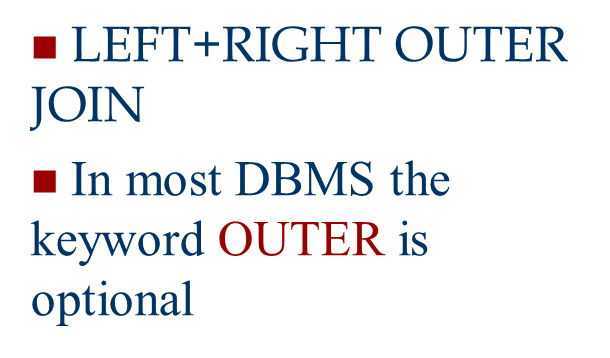 ■ LEFT+RIGHT OUTER
JOIN
■ In most DBMS the
keyword OUTER is
optional